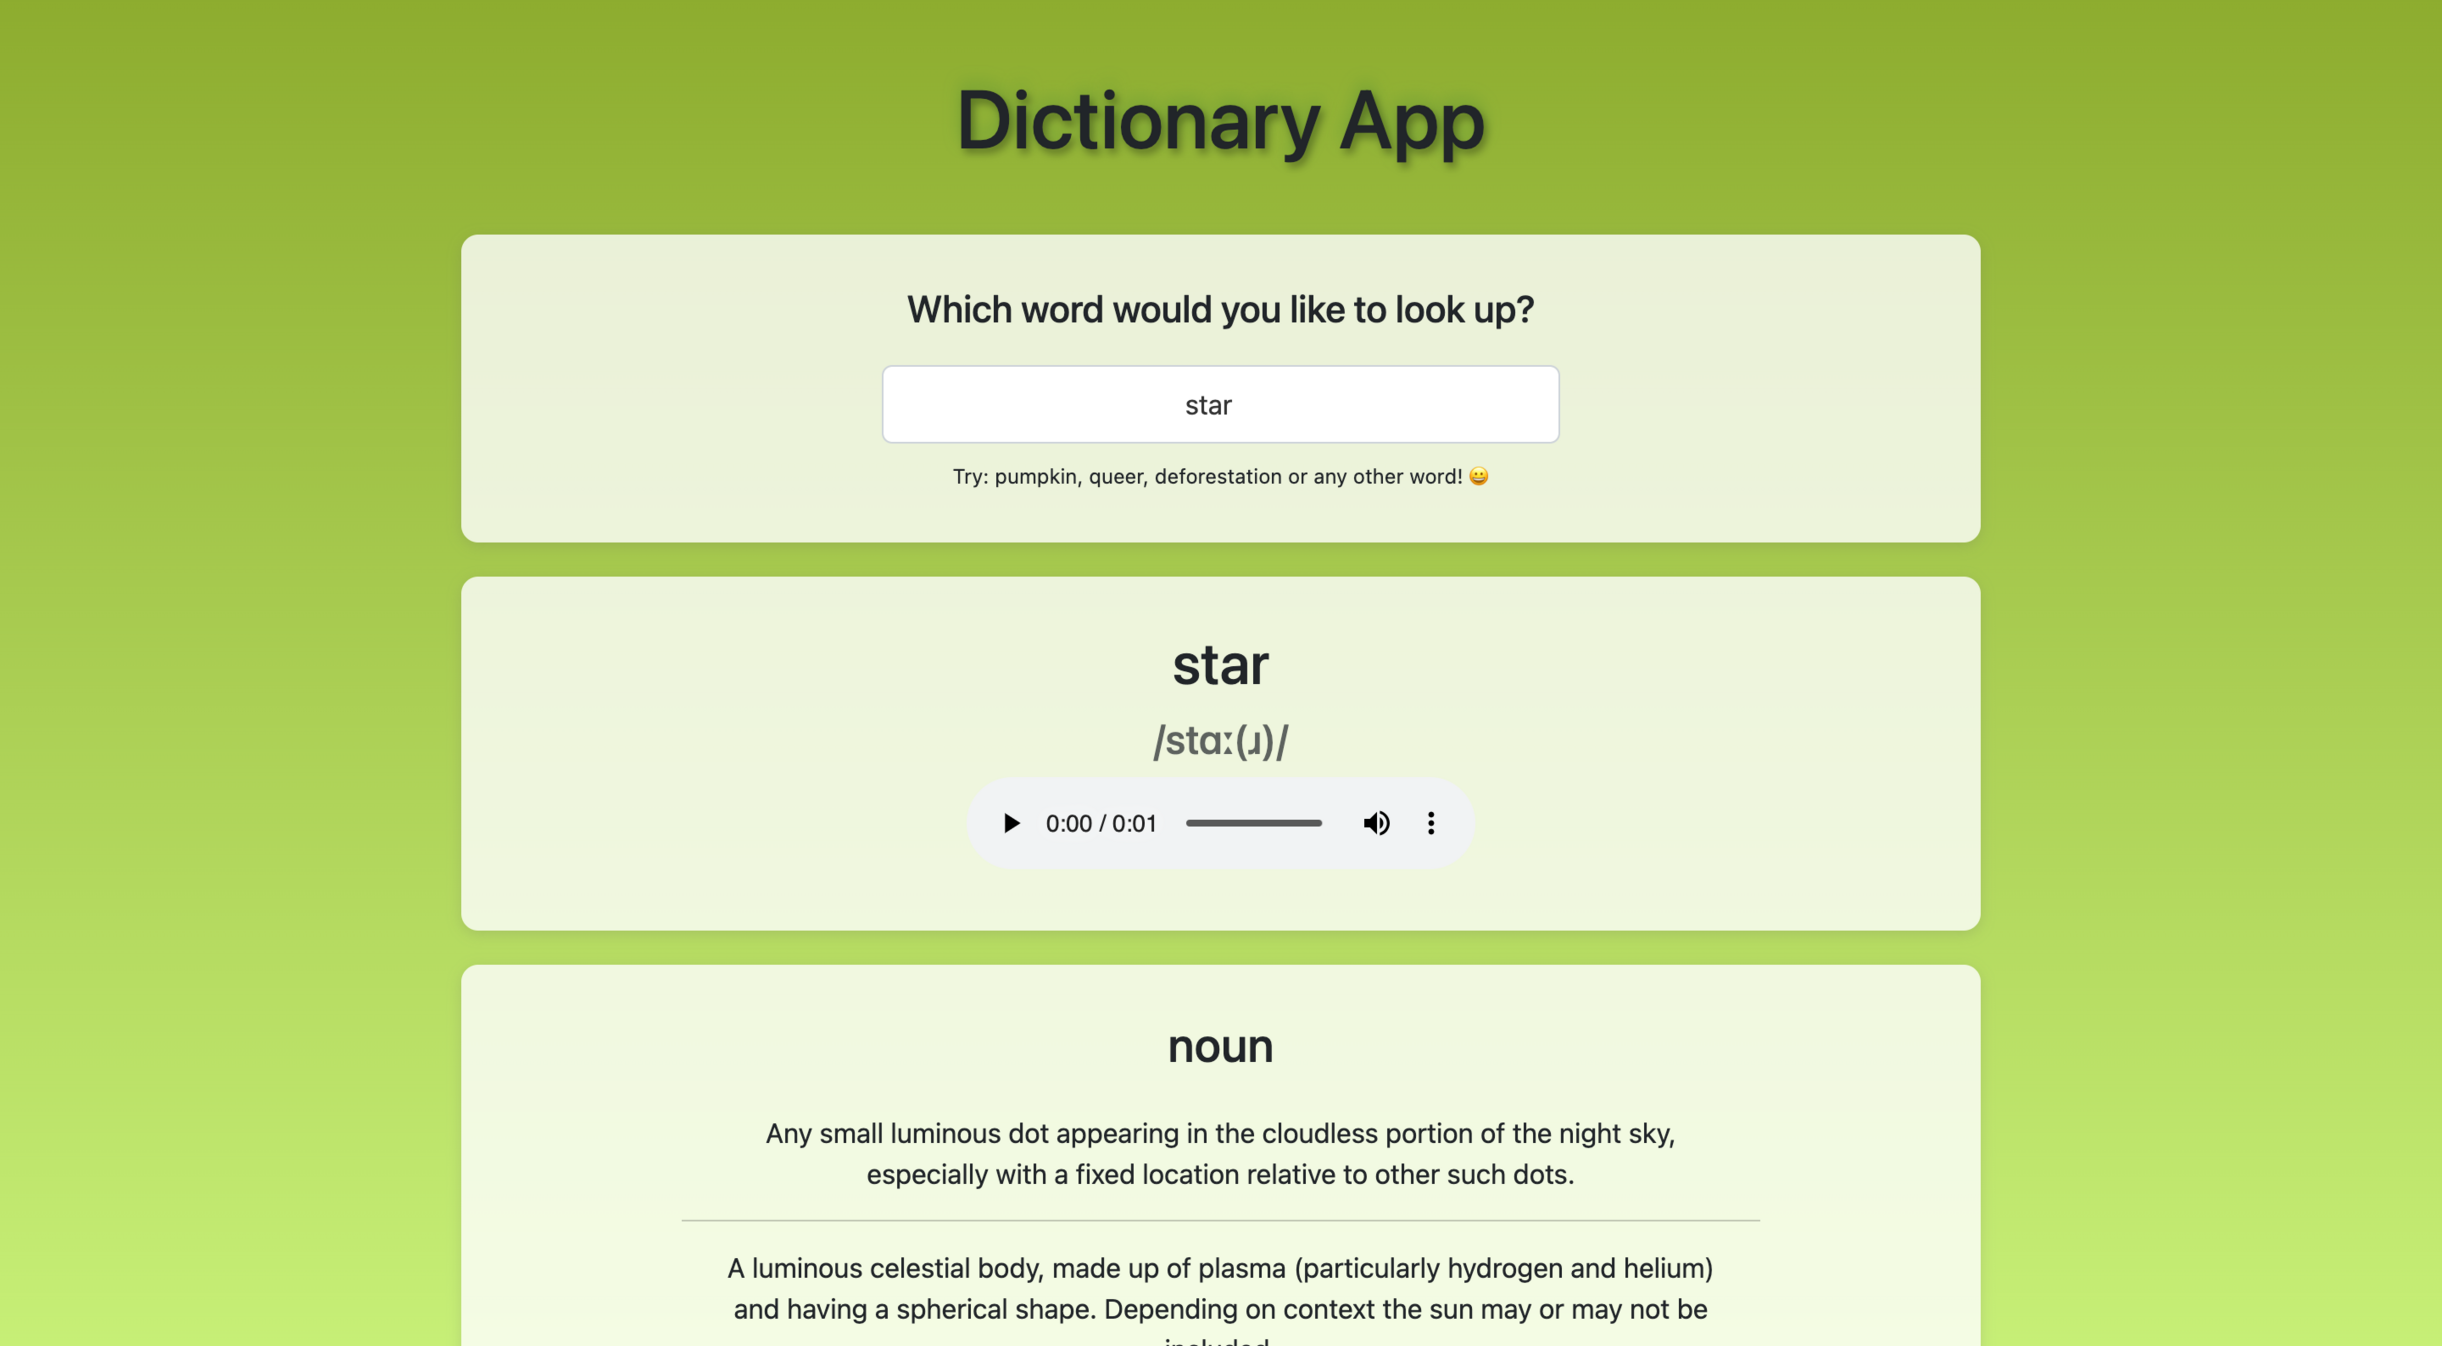 Dictionary App
Which word would you like to look up?
star
Try: pumpkin, queer, deforestation or any other word! 😀
star
/stɑː(ɹ)/
0:00 / 0:01
noun
Any small luminous dot appearing in the cloudless portion of the night sky,
especially with a fixed location relative to other such dots.
A luminous celestial body, made up of plasma (particularly hydrogen and helium)
and having a spherical shape. Depending on context the sun may or may not be
included.